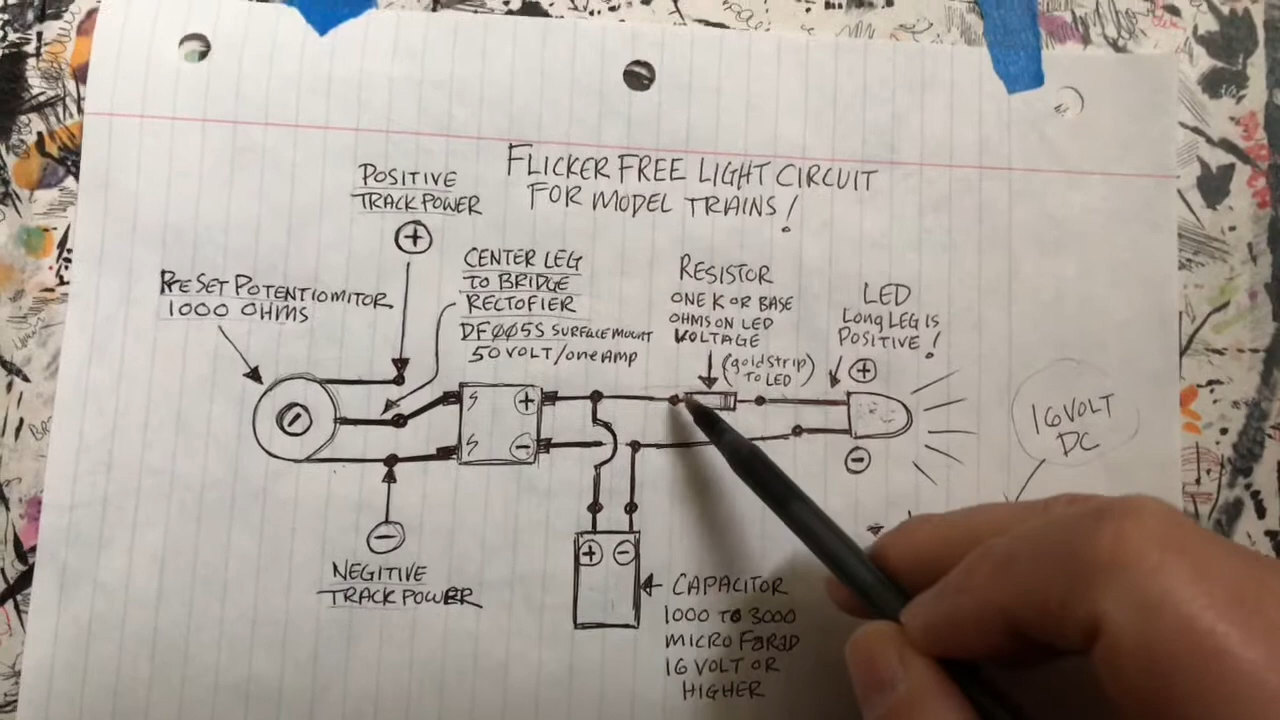 FLICKER FREE LIGHT CIRCUIT
FOR MODEL TRAINS!
POSITIVE
TRACK POWER
+
PRESET POTENTIOMITOR
1000 OHMS
CENTER LEG
TO BRIDGE
RECTOFIER
DF005S SURFACE MOUNT
50 VOLT/one AMP
RESISTOR
ONE K OR BASE
OHMS ON LED
VOLTAGE
(gold strip)
TO LED
LED
Long LEG IS
POSITIVE!
+
-
16 VOLT
DC
+
-
-
NEGITIVE
TRACK POWER
+ -
CAPACITOR
1000 TO 3000
MICRO FARAD
16 VOLT OR
HIGHER